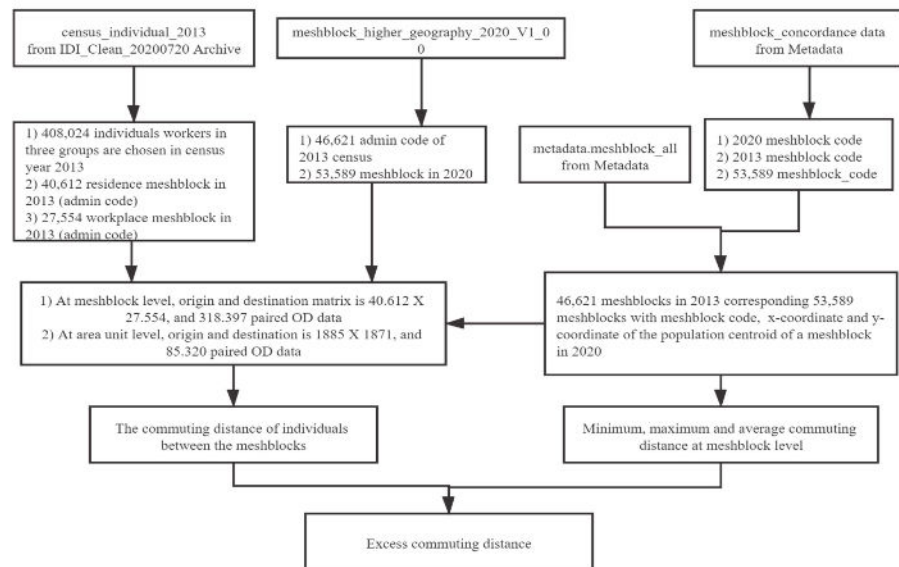 census_individual_2013
from IDI_Clean_20200720 Archive
meshblock_higher_geography_2020_V1_0
0
meshblock_concordance data
from Metadata
1) 408,024 individuals workers in
three groups are chosen in census
year 2013
2) 40,612 residence meshblock in
2013 (admin code)
3) 27,554 workplace meshblock in
2013 (admin code)
1) 46,621 admin code of
2013 census
2) 53,589 meshblock in 2020
metadata.meshblock_all
from Metadata
1) 2020 meshblock code
2) 2013 meshblock code
2) 53,589 meshblock_code
1) At meshblock level, origin and destination matrix is 40.612 X
27.554, and 318.397 paired OD data
2) At area unit level, origin and destination is 1885 X 1871, and
85.320 paired OD data
46,621 meshblocks in 2013 corresponding 53,589
meshblocks with meshblock code, x-coordinate and y-
coordinate of the population centroid of a meshblock
in 2020
The commuting distance of individuals
between the meshblocks
Minimum, maximum and average commuting
distance at meshblock level
Excess commuting distance